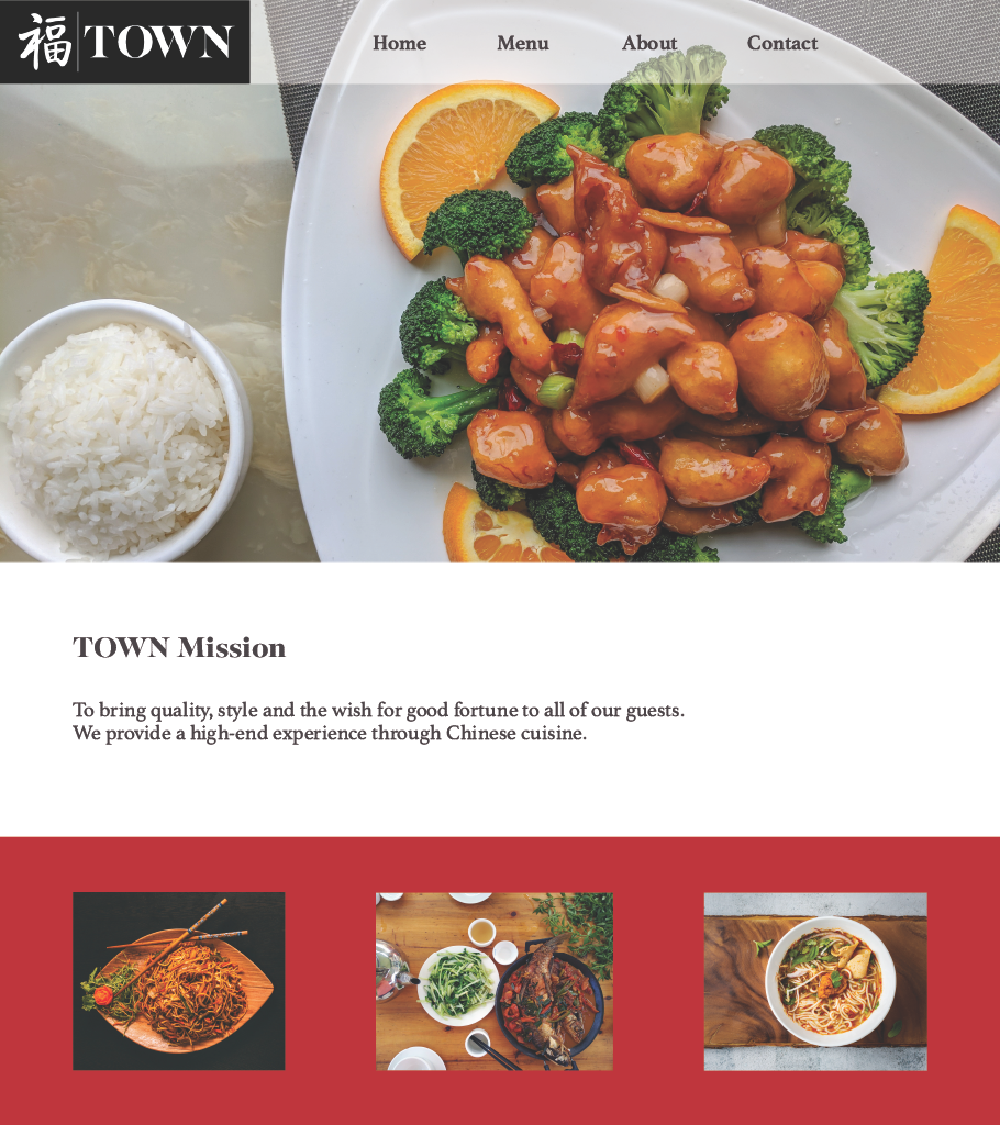 福 TOWN
Home Menu About Contact
TOWN Mission
To bring quality, style and the wish for good fortune to all of our guests.
We provide a high-end experience through Chinese cuisine.